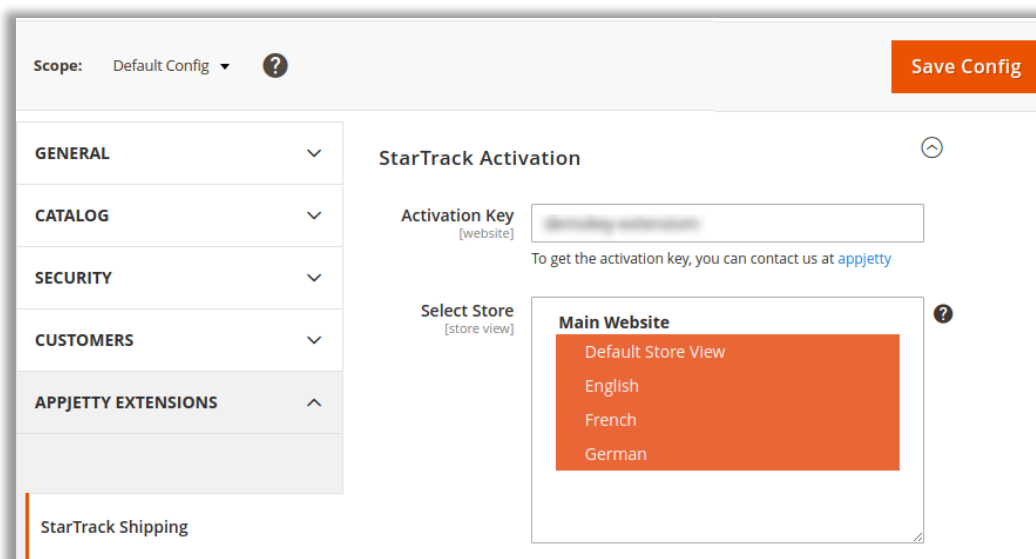 Scope: Default Config
Save Config
GENERAL
CATALOG
SECURITY
CUSTOMERS
APPJETTY EXTENSIONS
StarTrack Shipping
StarTrack Activation
Activation Key
[website]
To get the activation key, you can contact us at appjetty
Select Store
[store view]
Main Website
Default Store View
English
French
German